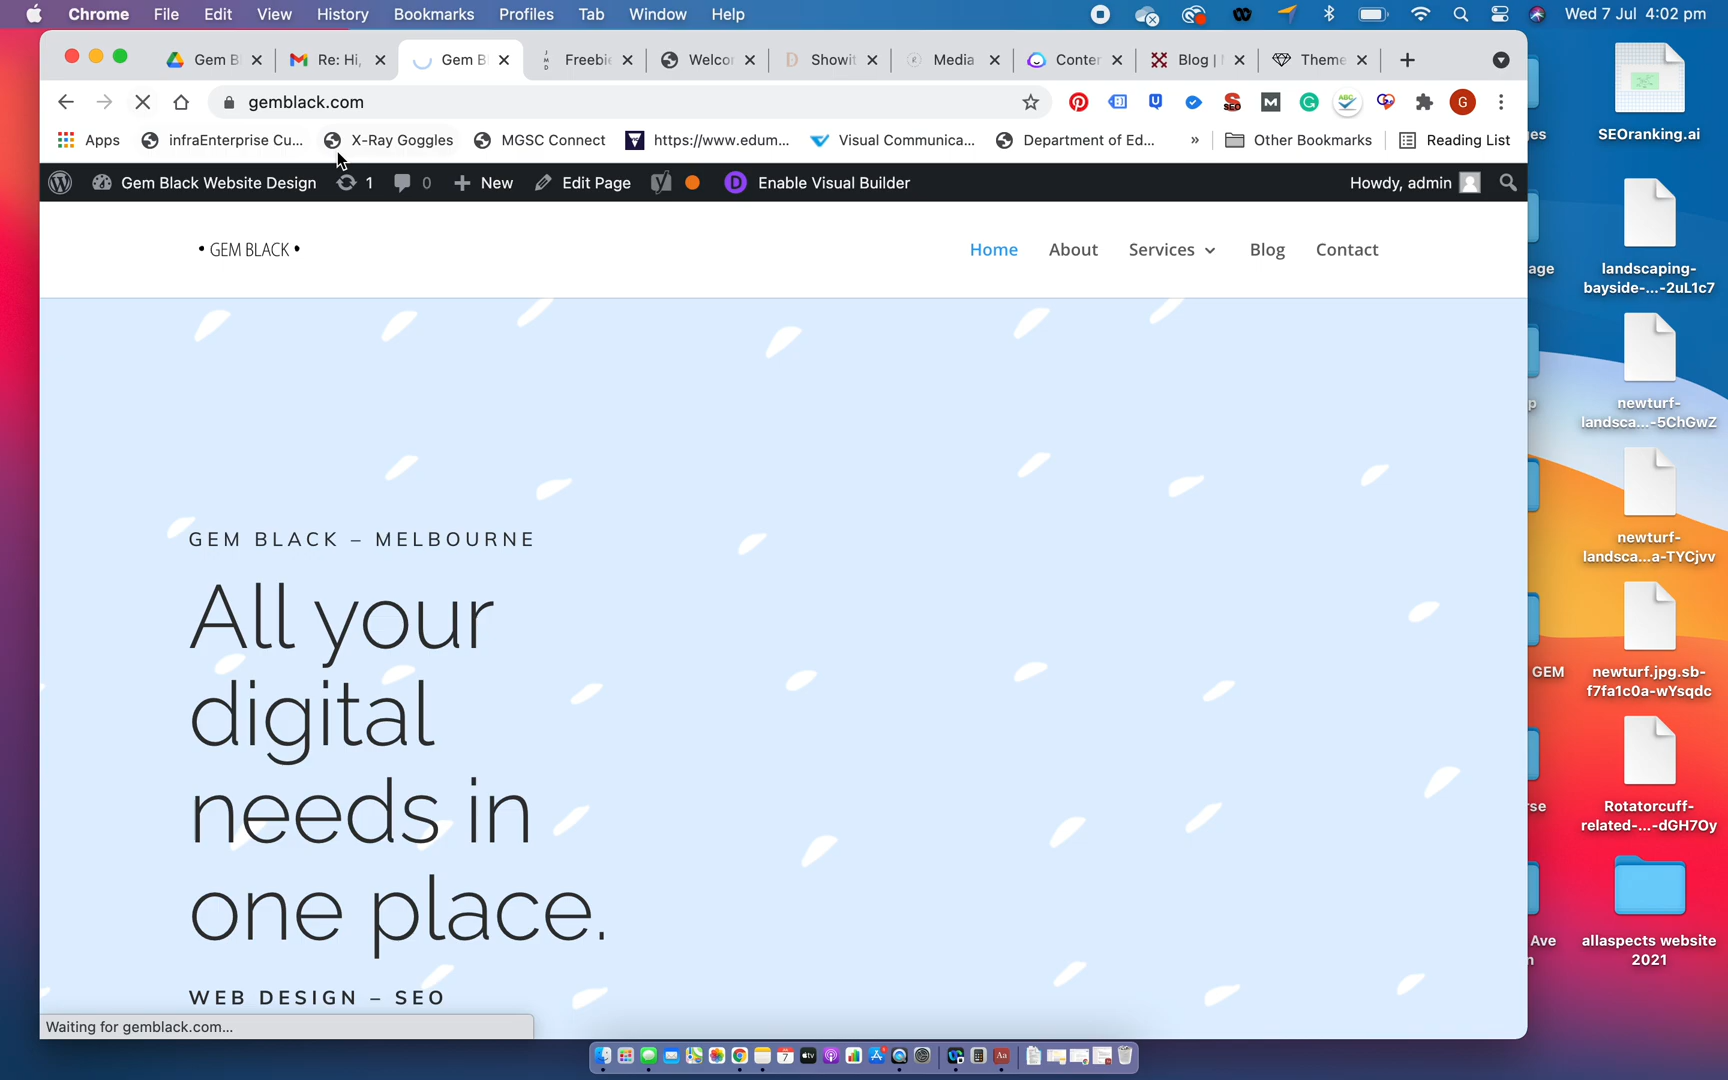 Chrome File Edit View History Bookmarks Profiles Tab Window Help Wed 7 Jul 4:02 pm
Gem B Re: Hi, Gem B Freebie Welcor Showit Media Conter Blog | Theme
gemblack.com
Apps infraEnterprise Cu... X-Ray Goggles MGSC Connect https://www.edum... Visual Communica... Department of Ed... » Other Bookmarks Reading List
Gem Black Website Design 1 0 New Edit Page Enable Visual Builder Howdy, admin
• GEM BLACK •
Home About Services Blog Contact
GEM BLACK – MELBOURNE
All your
digital
needs in
one place.
WEB DESIGN – SEO
Waiting for gemblack.com...
SEOranking.ai
landscaping-
bayside-...-2uL1c7
newturf-
landsca...-5ChGwZ
newturf-
landsca...a-TYCjvv
GEM
newturf.jpg.sb-
f7fa1c0a-wYsqdc
Rotatorcuff-
related-...-dGH7Oy
Ave
allaspects website
2021